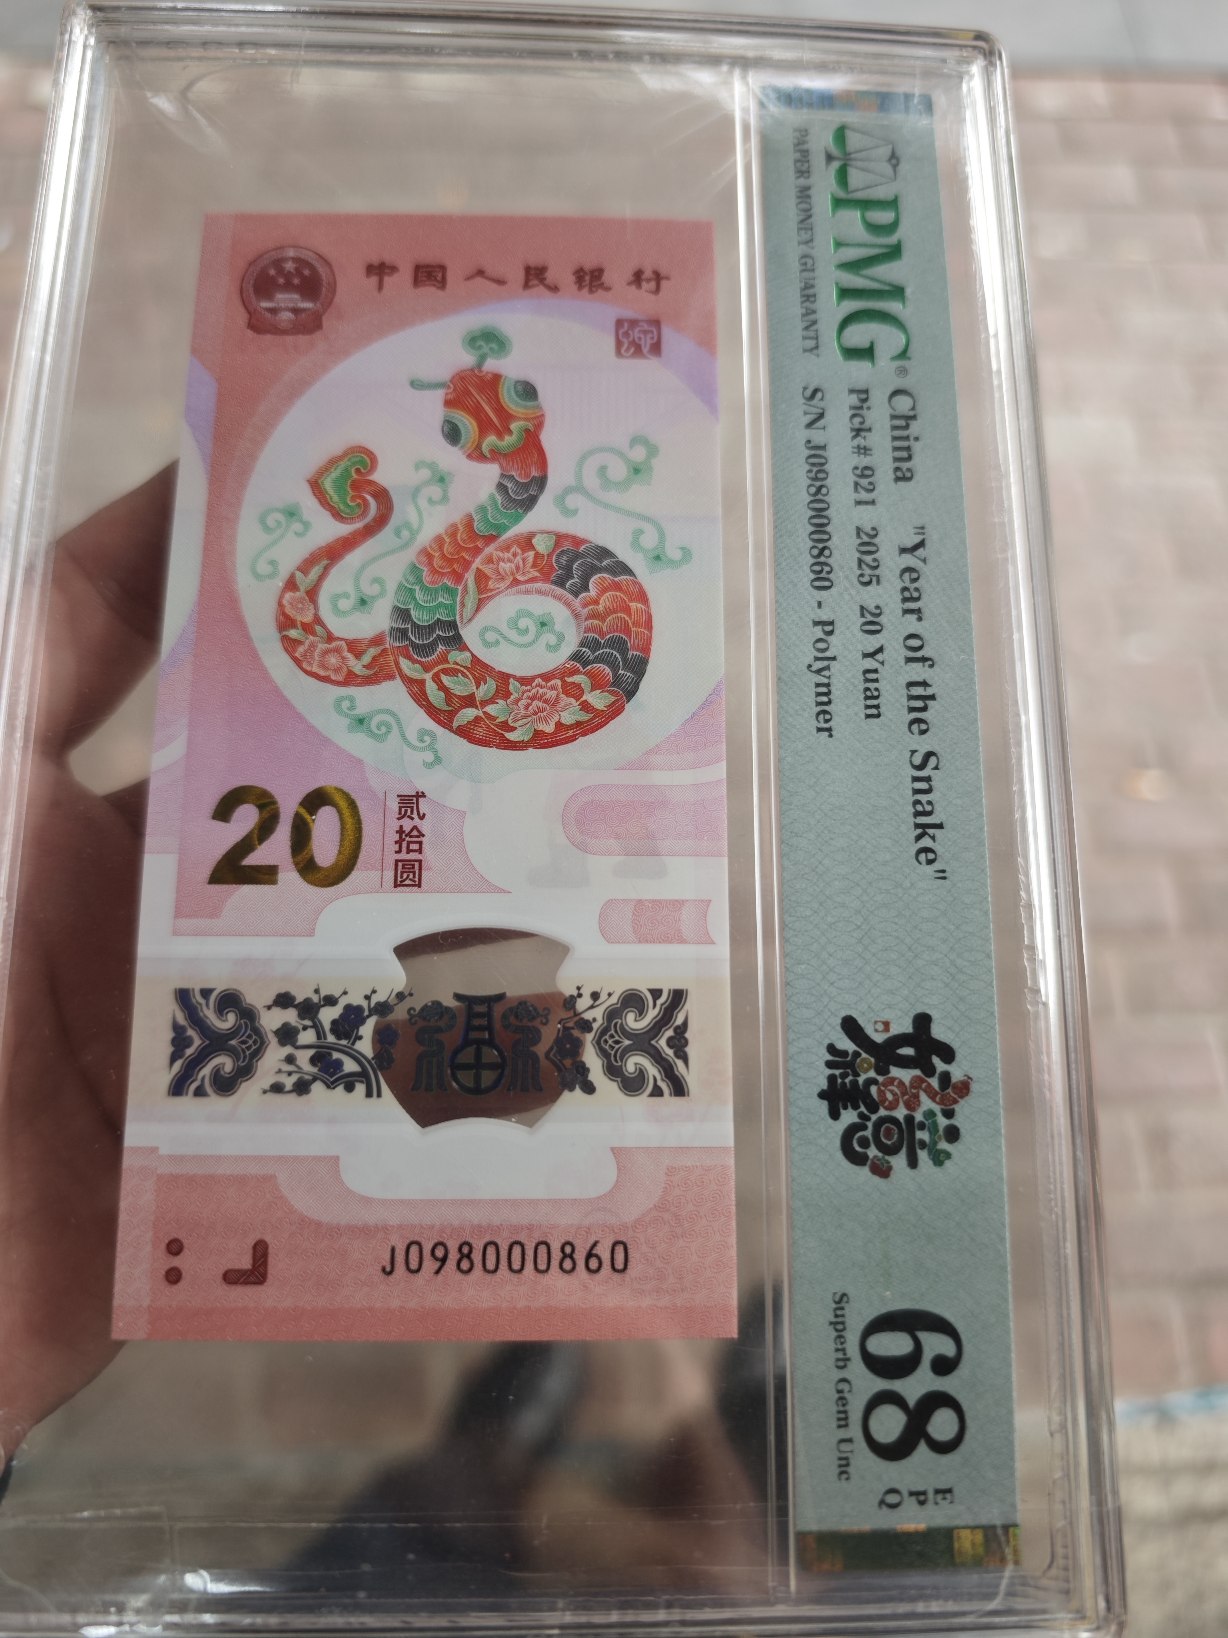 中国人民银行
20
贰拾圆
J098000860
PMG®
PAPER MONEY GUARANTY
China "Year of the Snake"
Pick# 921 2025 20 Yuan
S/N J098000860 - Polymer
68
EPQ
Superb Gem Unc